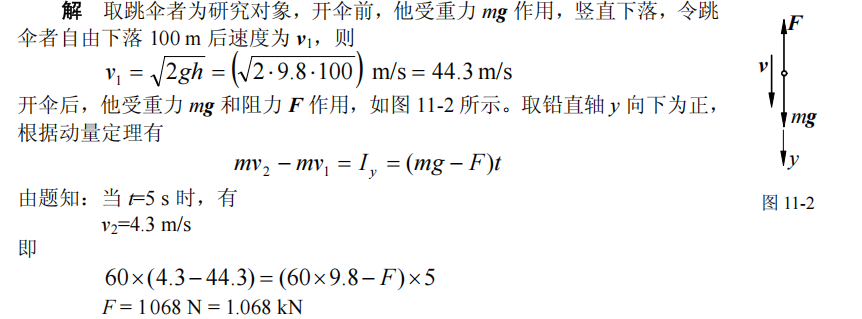 解 取跳伞者为研究对象，开伞前，他受重力 mg 作用，竖直下落，令跳
伞者自由下落 100 m 后速度为 v₁，则
v₁ = √2gh = (√2·9.8·100) m/s = 44.3 m/s
开伞后，他受重力 mg 和阻力 F 作用，如图 11-2 所示。取铅直轴 y 向下为正，
根据动量定理有
mv₂ − mv₁ = I_y = (mg − F)t
由题知：当 t=5 s 时，有
v₂=4.3 m/s
即
60×(4.3−44.3) = (60×9.8−F)×5
F = 1 068 N = 1.068 kN
F
v
mg
y
图 11-2